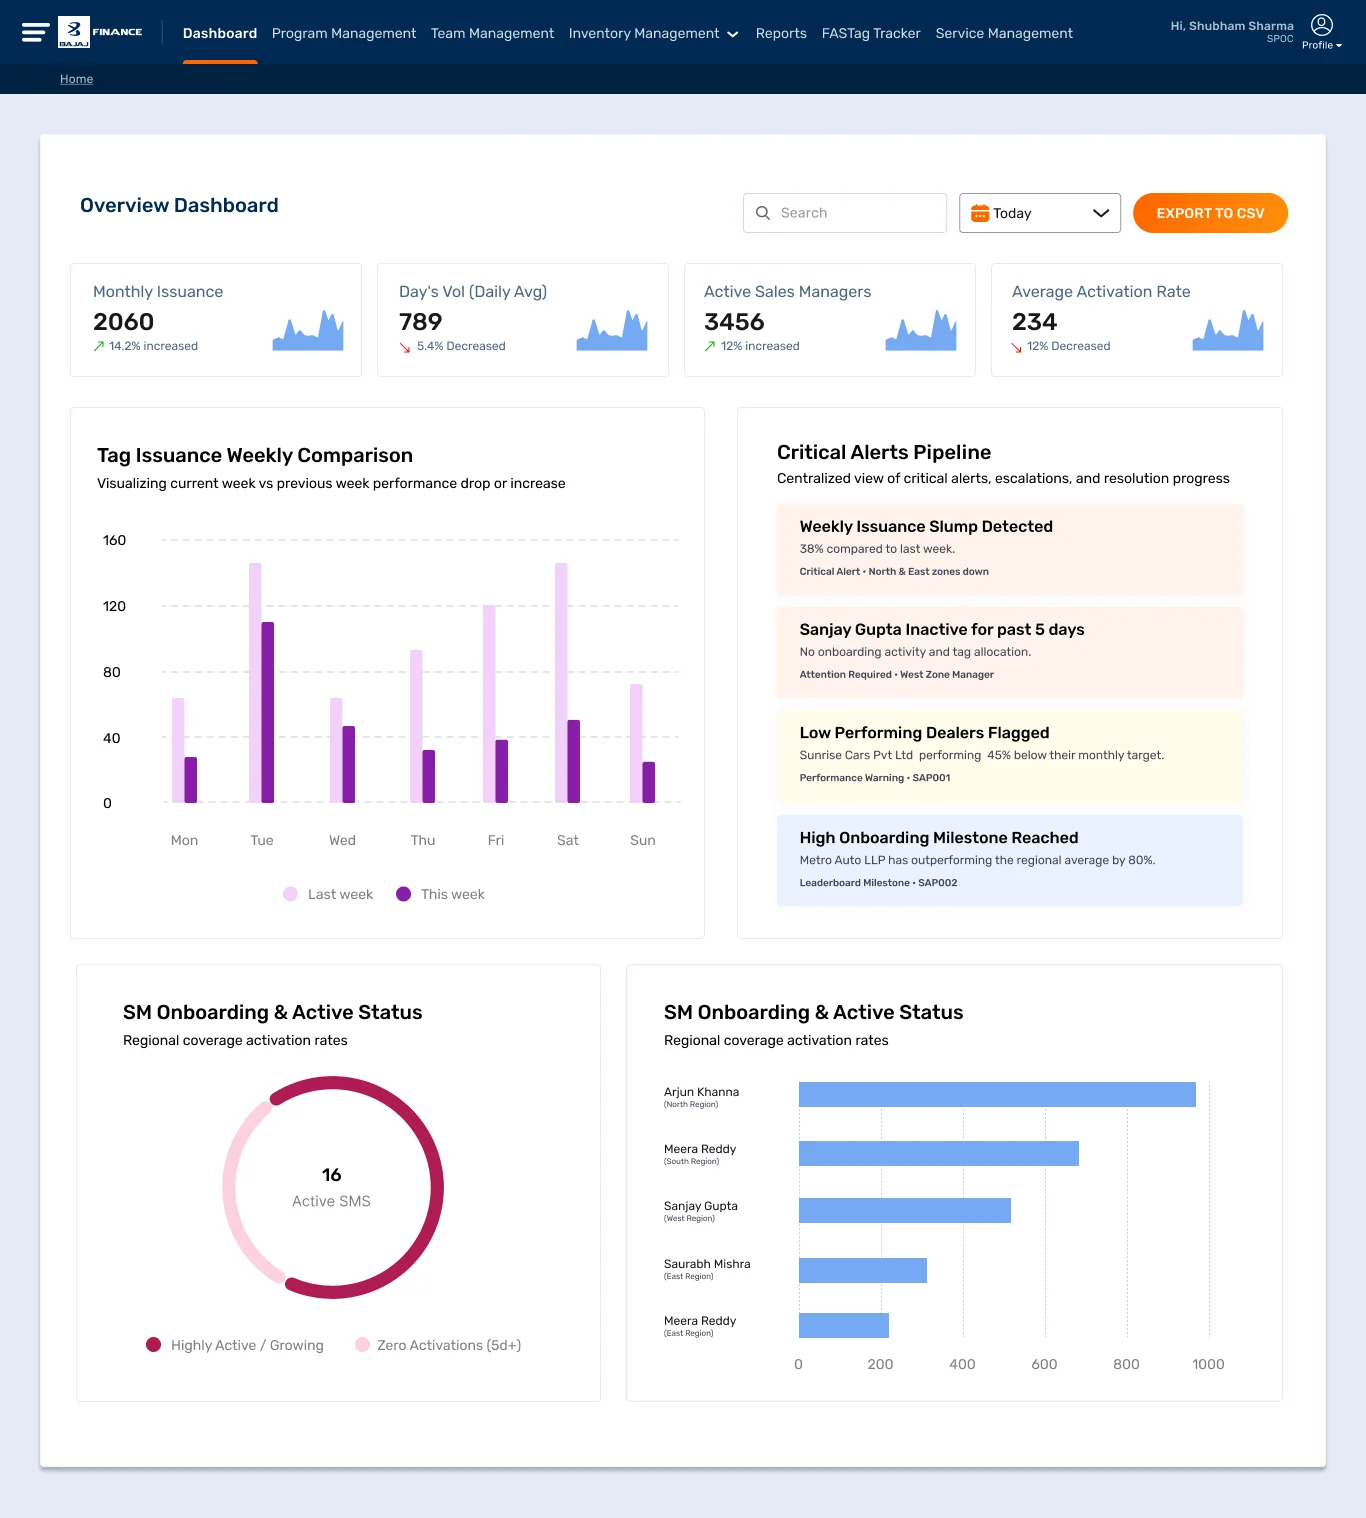 BAJAJ
FINANCE
Dashboard
Program Management
Team Management
Inventory Management
Reports
FASTag Tracker
Service Management
Hi, Shubham Sharma
SPOC
Profile
Home
Overview Dashboard
Search
Today
EXPORT TO CSV
Monthly Issuance
2060
14.2% increased
Day's Vol (Daily Avg)
789
5.4% Decreased
Active Sales Managers
3456
12% increased
Average Activation Rate
234
12% Decreased
Tag Issuance Weekly Comparison
Visualizing current week vs previous week performance drop or increase
160
120
80
40
0
Mon
Tue
Wed
Thu
Fri
Sat
Sun
Last week
This week
Critical Alerts Pipeline
Centralized view of critical alerts, escalations, and resolution progress
Weekly Issuance Slump Detected
38% compared to last week.
Critical Alert • North & East zones down
Sanjay Gupta Inactive for past 5 days
No onboarding activity and tag allocation.
Attention Required • West Zone Manager
Low Performing Dealers Flagged
Sunrise Cars Pvt Ltd  performing  45% below their monthly target.
Performance Warning • SAP001
High Onboarding Milestone Reached
Metro Auto LLP has outperforming the regional average by 80%.
Leaderboard Milestone • SAP002
SM Onboarding & Active Status
Regional coverage activation rates
16
Active SMS
Highly Active / Growing
Zero Activations (5d+)
SM Onboarding & Active Status
Regional coverage activation rates
Arjun Khanna
(North Region)
Meera Reddy
(South Region)
Sanjay Gupta
(West Region)
Saurabh Mishra
(East Region)
Meera Reddy
(East Region)
0
200
400
600
800
1000